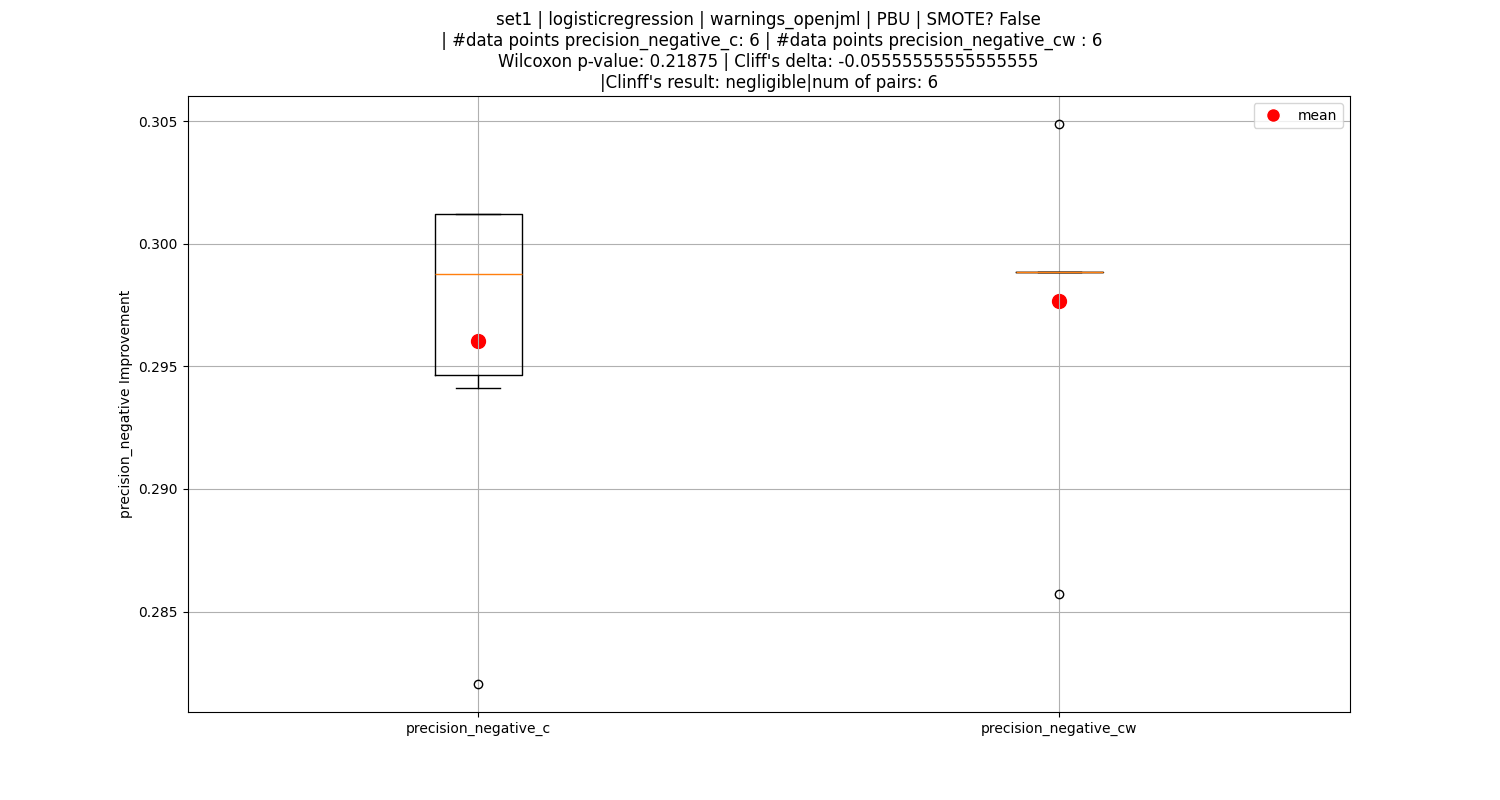 set1 | logisticregression | warnings_openjml | PBU | SMOTE? False
| #data points precision_negative_c: 6 | #data points precision_negative_cw : 6
Wilcoxon p-value: 0.21875 | Cliff's delta: -0.05555555555555555
|Clinff's result: negligible|num of pairs: 6
mean
0.305
0.300
0.295
0.290
0.285
precision_negative Improvement
precision_negative_c
precision_negative_cw